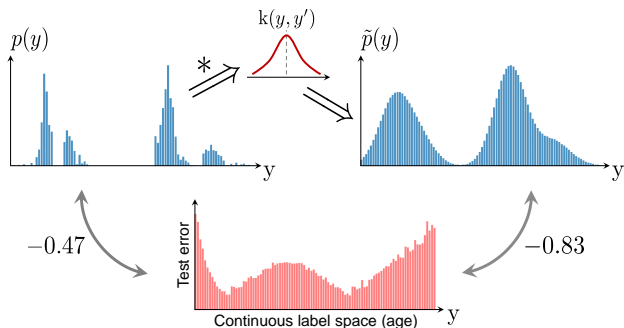 k(y, y′)
p(y)
*
p̃(y)
y
y
−0.47
−0.83
Test error
y
Continuous label space (age)